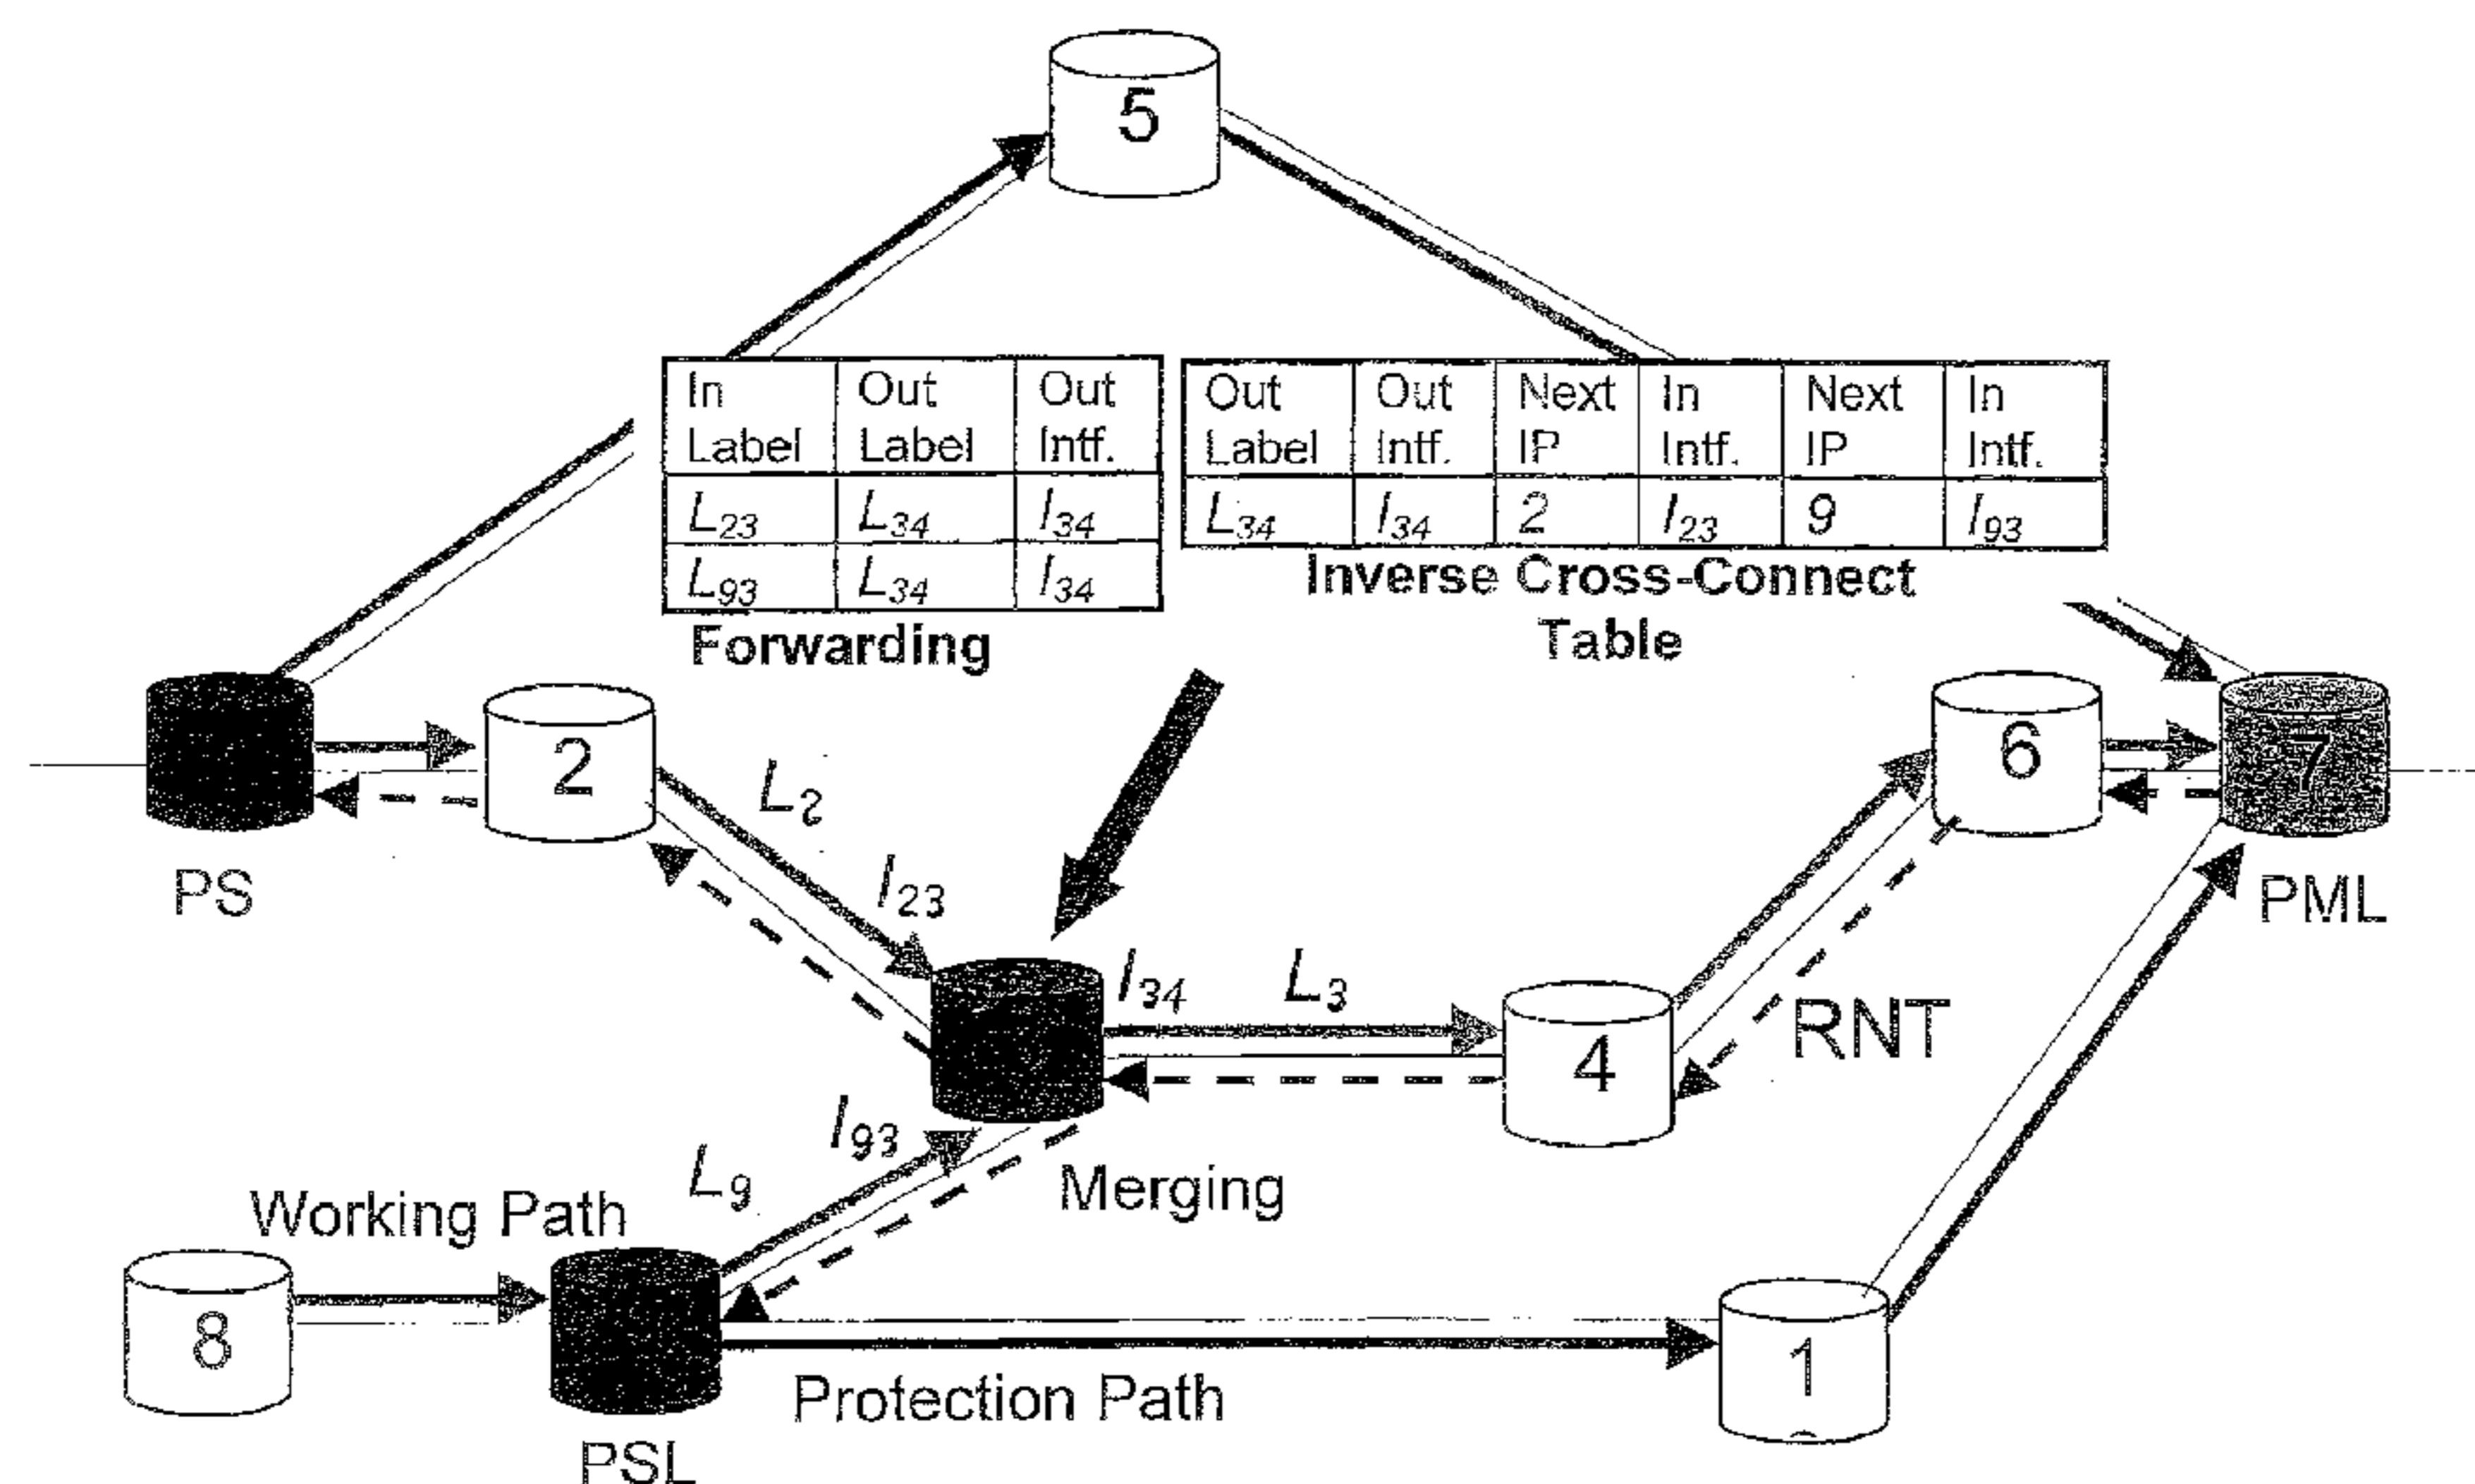 5
In Label Out Label Out Intf.
L23 L34 I34
L93 L34 I34
Forwarding
Out Label Out Intf. Next IP In Intf. Next IP In Intf.
L34 I34 2 I23 9 I93
Inverse Cross-Connect
Table
2
6
7
L2
PS
I23
PML
I34
L3
4
RNT
I93
L9
Merging
Working Path
8
1
Protection Path
PSL